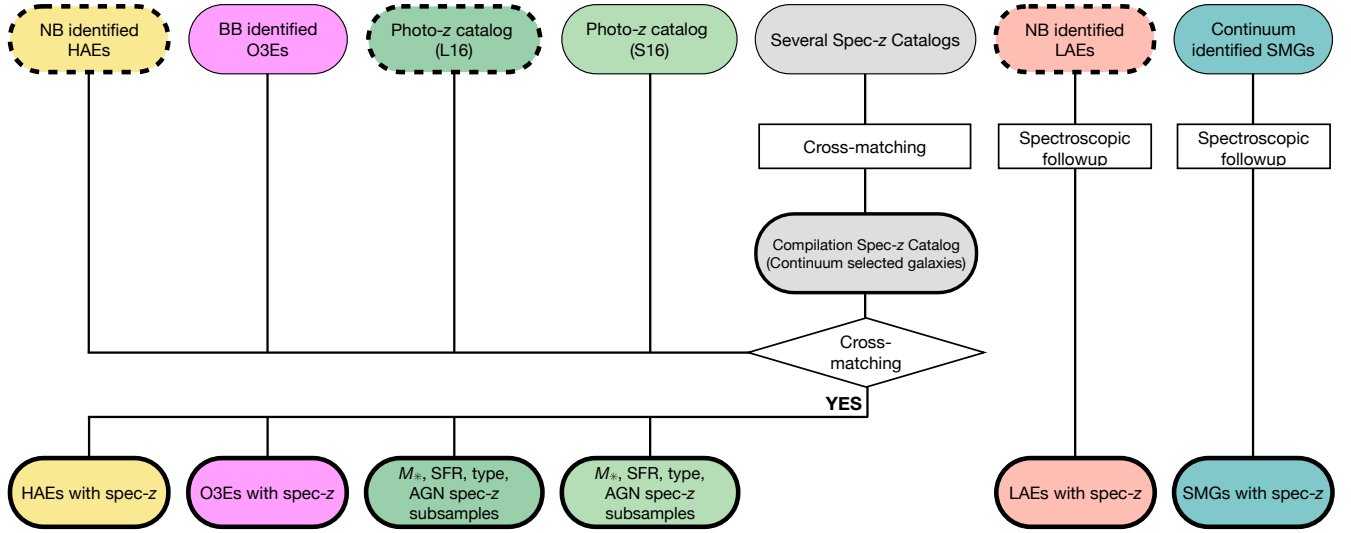 NB identified
HAEs
BB identified
O3Es
Photo-z catalog
(L16)
Photo-z catalog
(S16)
Several Spec-z Catalogs
NB identified
LAEs
Continuum
identified SMGs
Cross-matching
Spectroscopic
followup
Spectroscopic
followup
Compilation Spec-z Catalog
(Continuum selected galaxies)
Cross-
matching
YES
HAEs with spec-z
O3Es with spec-z
M∗, SFR, type,
AGN spec-z
subsamples
M∗, SFR, type,
AGN spec-z
subsamples
LAEs with spec-z
SMGs with spec-z